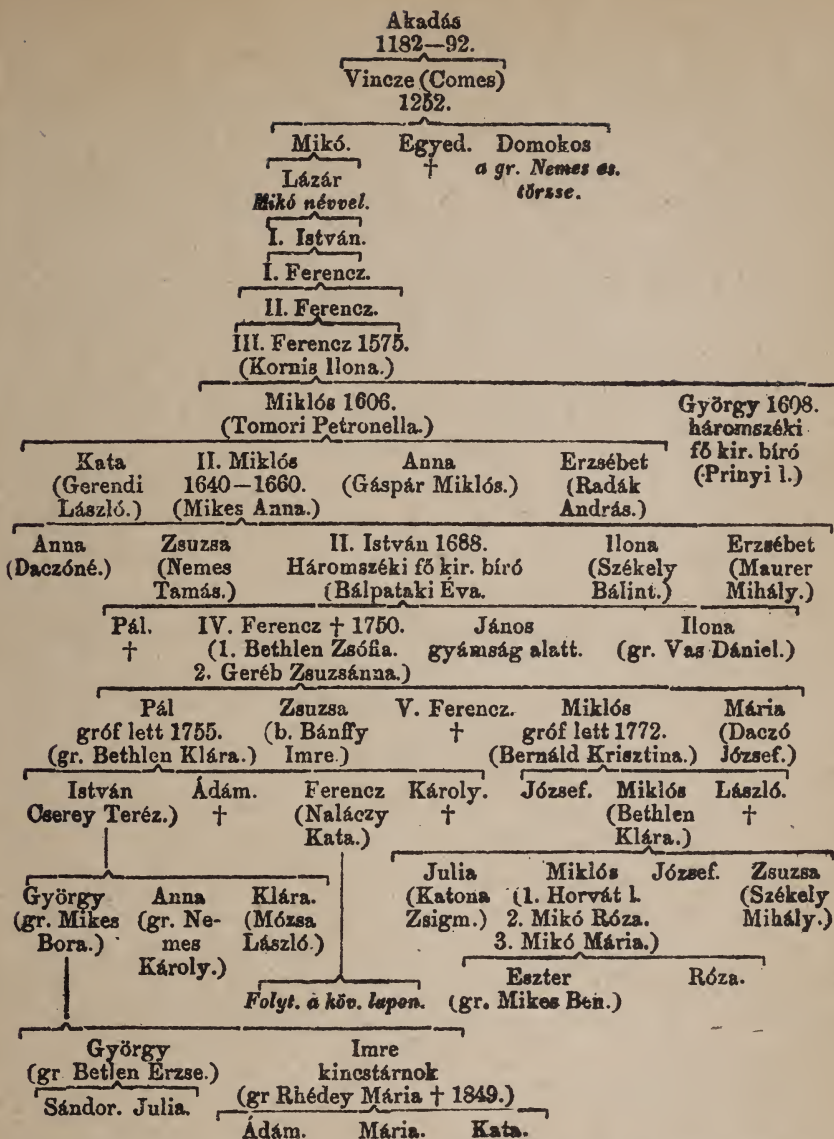 Akadás
1182—92.
Vincze (Comes)
1252.
Mikó. Egyed. Domokos
Lázár † a gr. Nemes es.
Mikó névvel. törzse.
I. István.
I. Ferencz.
II. Ferencz.
III. Ferencz 1575.
(Kornis Ilona.)
Miklós 1606. György 1608.
(Tomori Petronella.) háromszéki
fő kir. bíró
(Prinyi l.)
Kata II. Miklós Anna Erzsébet
(Gerendi 1640—1660. (Gáspár Miklós.) (Radák
László.) (Mikes Anna.) András.)
Anna Zsuzsa II. István 1688. Ilona Erzsébet
(Daczóné.) (Nemes Háromszéki fő kir. bíró (Székely (Maurer
Tamás.) (Bálpataki Éva. Bálint.) Mihály.)
Pál. IV. Ferencz † 1750. János Ilona
† (1. Bethlen Zsófia. gyámság alatt. (gr. Vas Dániel.)
2. Geréb Zsuzsánna.)
Pál Zsuzsa V. Ferencz. Miklós Mária
gróf lett 1755. (b. Bánffy † gróf lett 1772. (Daczó
(gr. Bethlen Klára.) Imre.) (Bernáld Krisztina.) József.)
István Ádám. Ferencz Károly. József. Miklós László.
Cserey Teréz.) † (Naláczy † (Bethlen †
Kata.) Klára.)
Julia Miklós József. Zsuzsa
(Katona (1. Horvát l. (Székely
Zsigm.) 2. Mikó Róza. Mihály.)
3. Mikó Mária.)
György Anna Klára.
(gr. Mikes (gr. Ne- (Mózsa
Bora.) mes László.)
Károly.)
Eszter Róza.
Folyt. a köv. lapon. (gr. Mikes Ben.)
György Imre
(gr Betlen Erzse.) kincstárnok
(gr Rhédey Mária † 1849.)
Sándor. Julia.
Ádám. Mária. Kata.